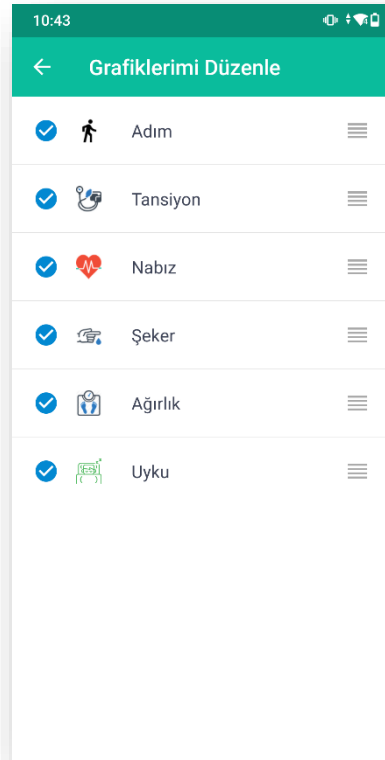 10:43
Grafiklerimi Düzenle
Adım
Tansiyon
Nabız
Şeker
Ağırlık
Uyku